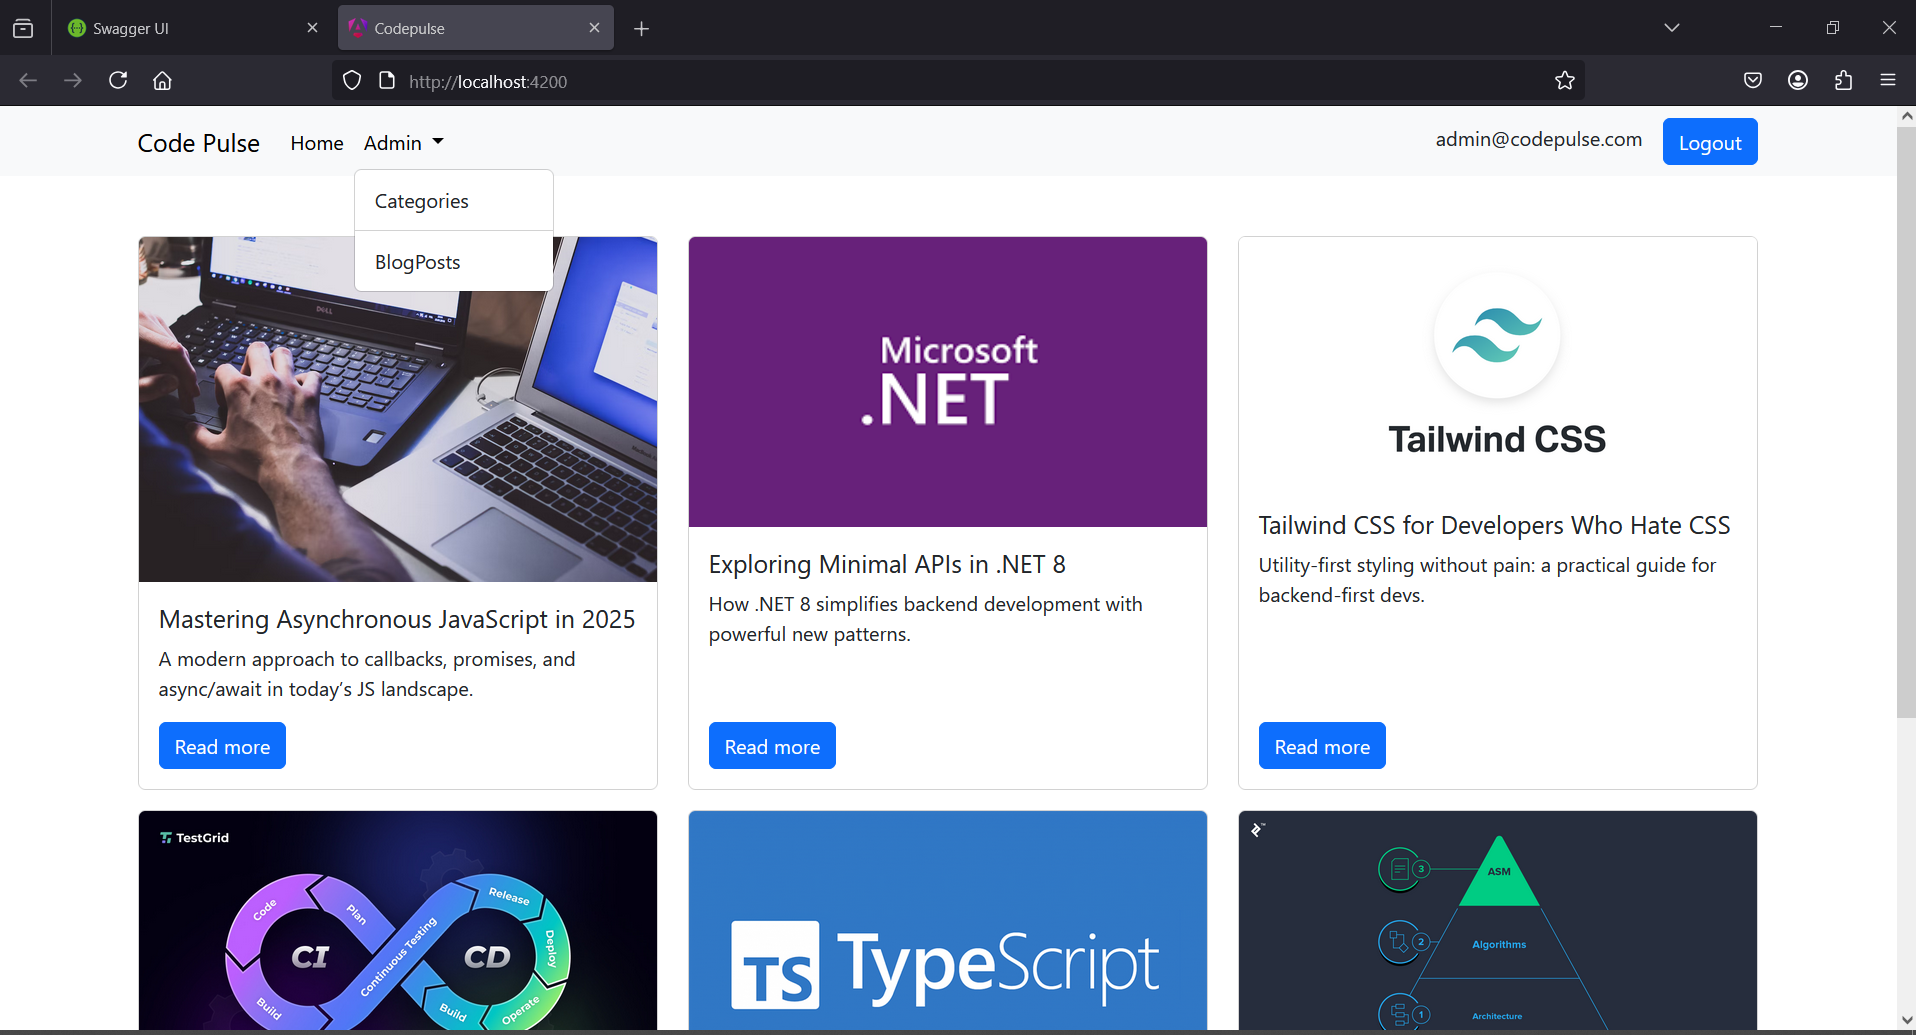 Swagger UI
Codepulse
http://localhost:4200
Code Pulse
Home
Admin
admin@codepulse.com
Logout
Categories
BlogPosts
DELL
Microsoft
.NET
Tailwind CSS
Mastering Asynchronous JavaScript in 2025
A modern approach to callbacks, promises, and
async/await in today’s JS landscape.
Read more
Exploring Minimal APIs in .NET 8
How .NET 8 simplifies backend development with
powerful new patterns.
Read more
Tailwind CSS for Developers Who Hate CSS
Utility-first styling without pain: a practical guide for
backend-first devs.
Read more
TestGrid
Code
Plan
Continuous Testing
Release
Deploy
CI
CD
Build
Build
Operate
TS TypeScript
3
ASM
2
Algorithms
1
Architecture